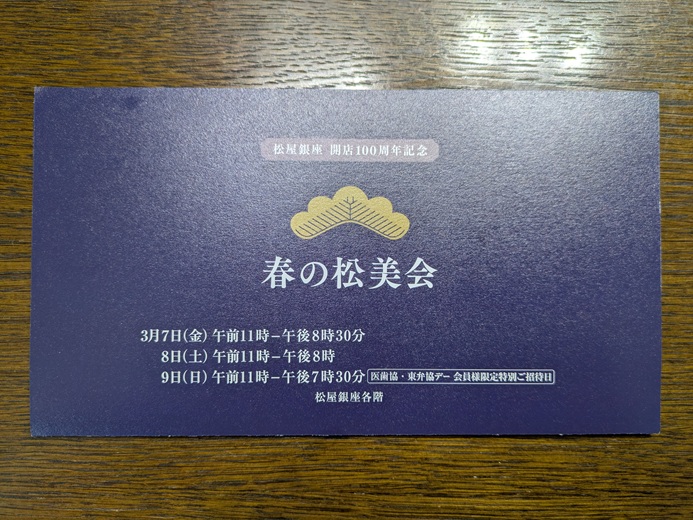 松屋銀座 開店100周年記念
春の松美会
3月7日(金) 午前11時−午後8時30分
8日(土) 午前11時−午後8時
9日(日) 午前11時−午後7時30分 医歯協・東弁協デー 会員様限定特別ご招待日
松屋銀座各階